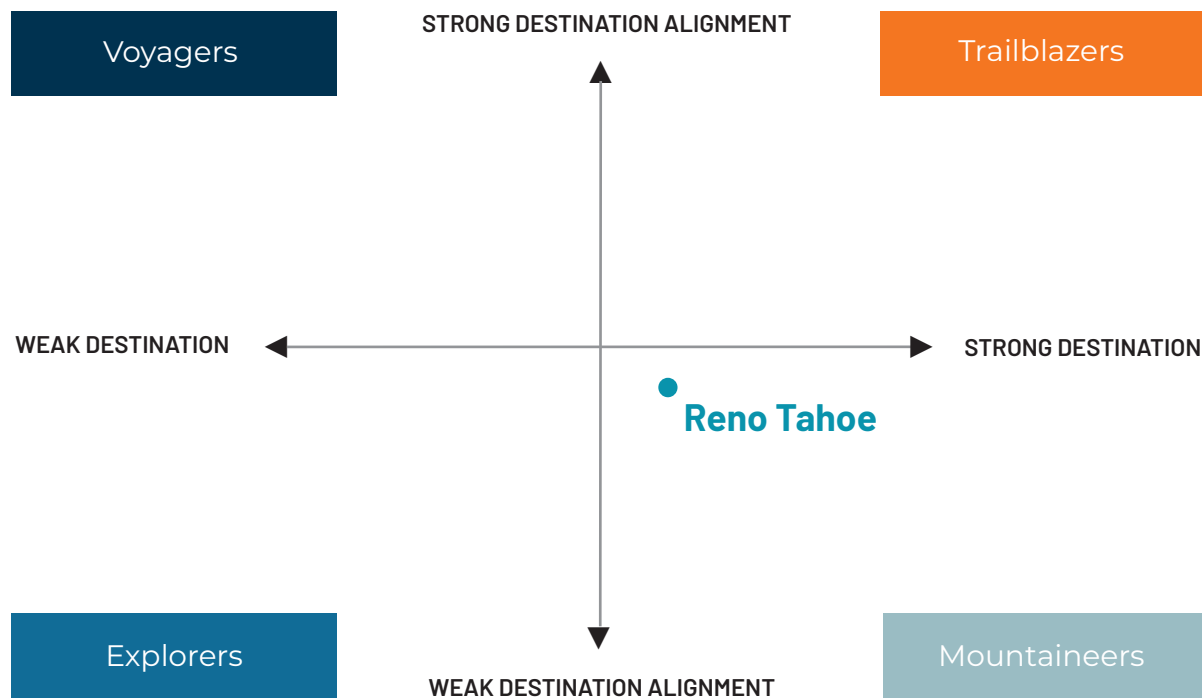 STRONG DESTINATION ALIGNMENT
Voyagers
Trailblazers
WEAK DESTINATION
STRONG DESTINATION
Reno Tahoe
Explorers
Mountaineers
WEAK DESTINATION ALIGNMENT